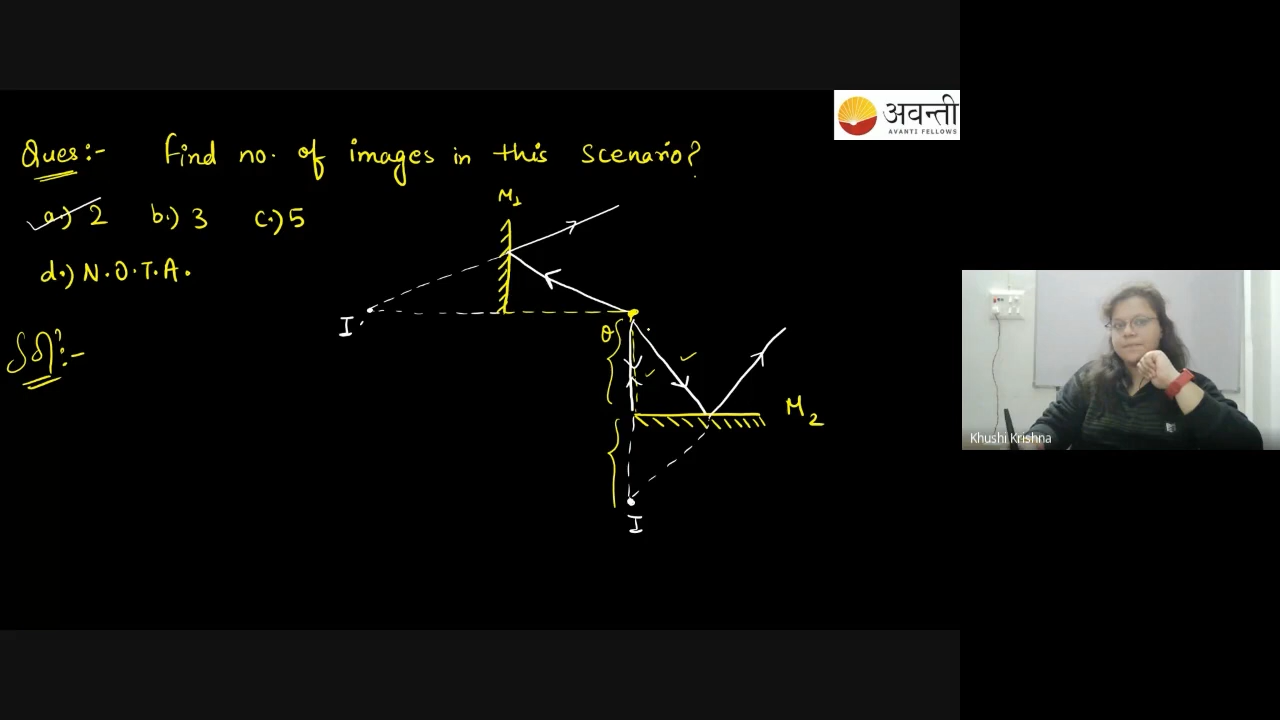 अवन्ती
AVANTI FELLOWS
Ques:- Find no. of images in this scenario?
a.) 2 b.) 3 c.) 5
d.) N.O.T.A.
Sol:-
M1
I'
O
M2
I
Khushi Krishna